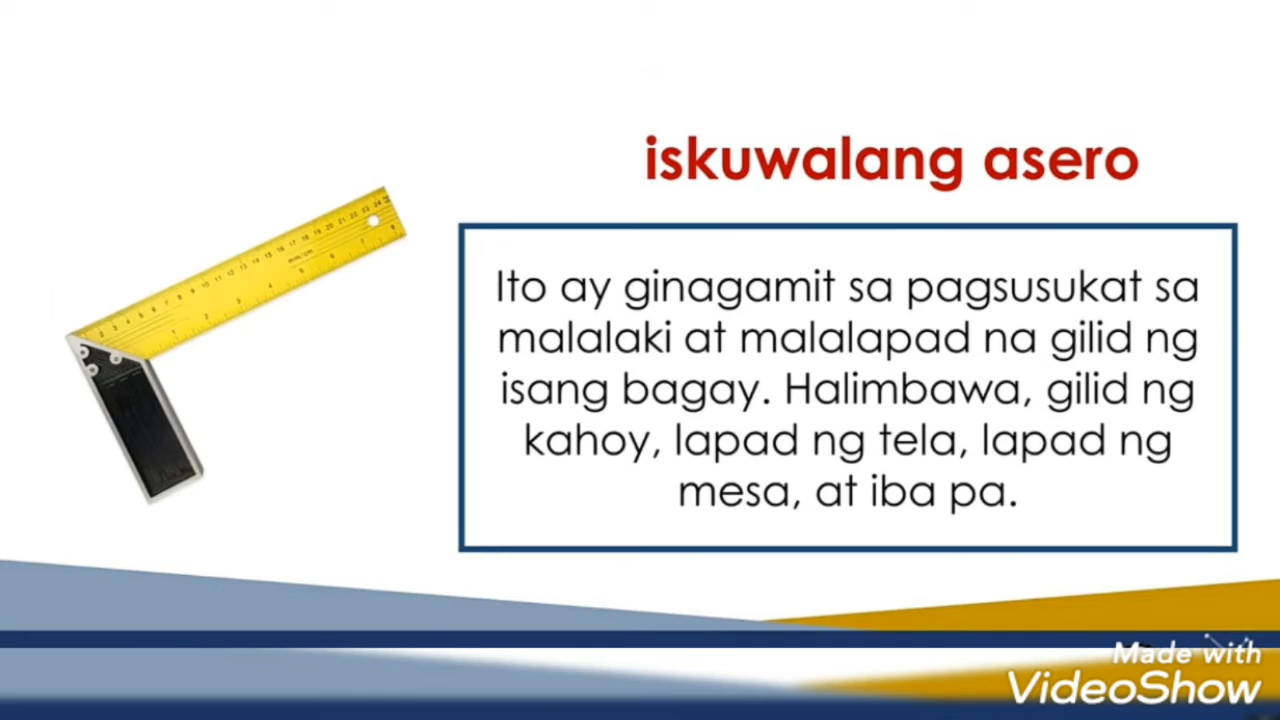 iskuwalang asero
Ito ay ginagamit sa pagsusukat sa
malalaki at malalapad na gilid ng
isang bagay. Halimbawa, gilid ng
kahoy, lapad ng tela, lapad ng
mesa, at iba pa.
Made with
VideoShow